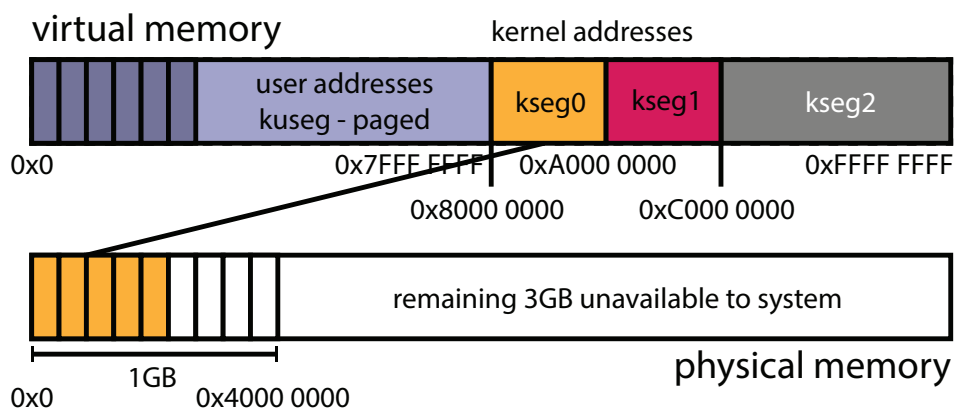 virtual memory
kernel addresses
user addresses
kuseg - paged
kseg0
kseg1
kseg2
0x0
0x7FFF FFFF
0xA000 0000
0xFFFF FFFF
0x8000 0000
0xC000 0000
remaining 3GB unavailable to system
1GB
physical memory
0x0
0x4000 0000